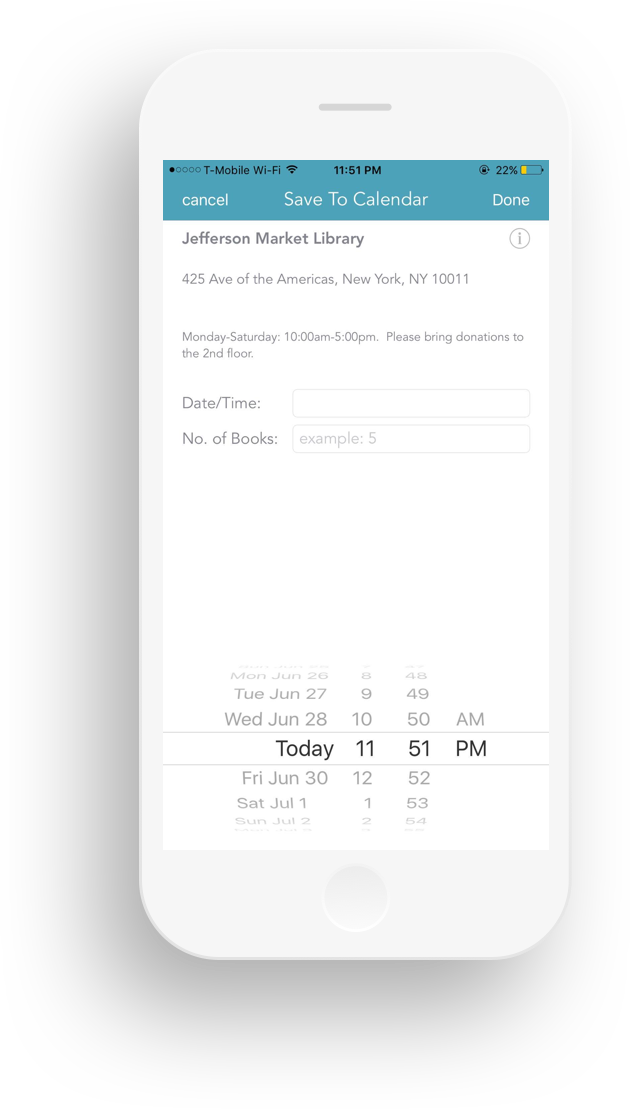 T-Mobile Wi-Fi 11:51 PM 22%
cancel Save To Calendar Done
Jefferson Market Library i
425 Ave of the Americas, New York, NY 10011
Monday-Saturday: 10:00am-5:00pm. Please bring donations to
the 2nd floor.
Date/Time:
No. of Books: example: 5
Mon Jun 26 8 48
Tue Jun 27 9 49
Wed Jun 28 10 50 AM
Today 11 51 PM
Fri Jun 30 12 52
Sat Jul 1 1 53
Sun Jul 2 2 54